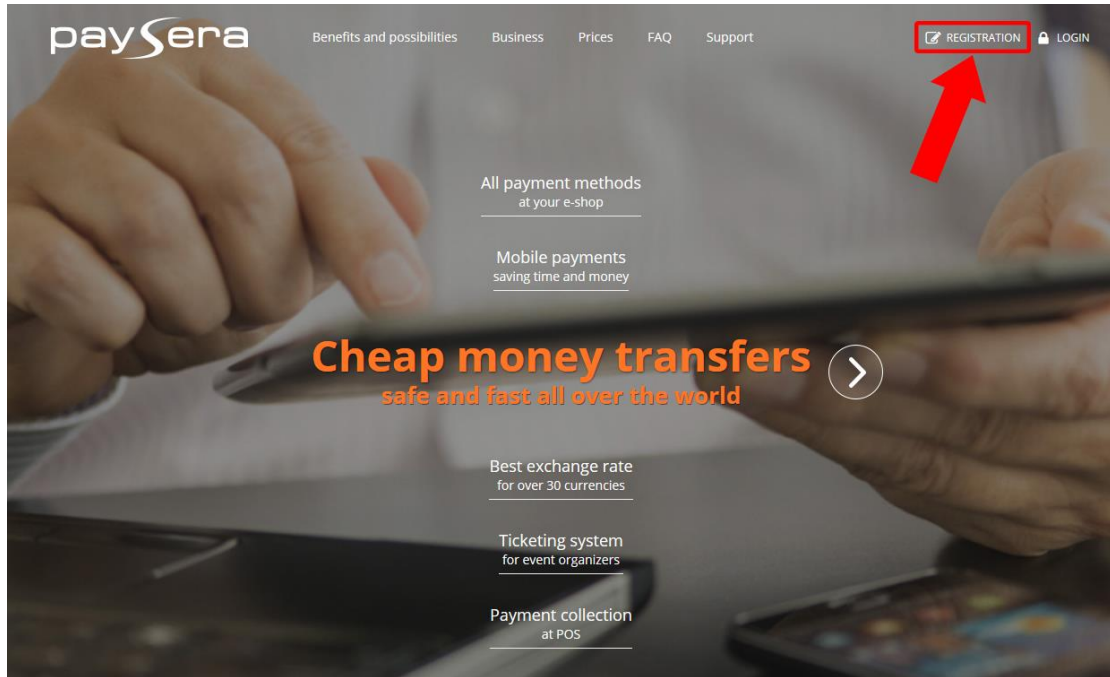 paysera
Benefits and possibilities Business Prices FAQ Support
REGISTRATION LOGIN
All payment methods
at your e-shop
Mobile payments
saving time and money
Cheap money transfers
safe and fast all over the world
Best exchange rate
for over 30 currencies
Ticketing system
for event organizers
Payment collection
at POS